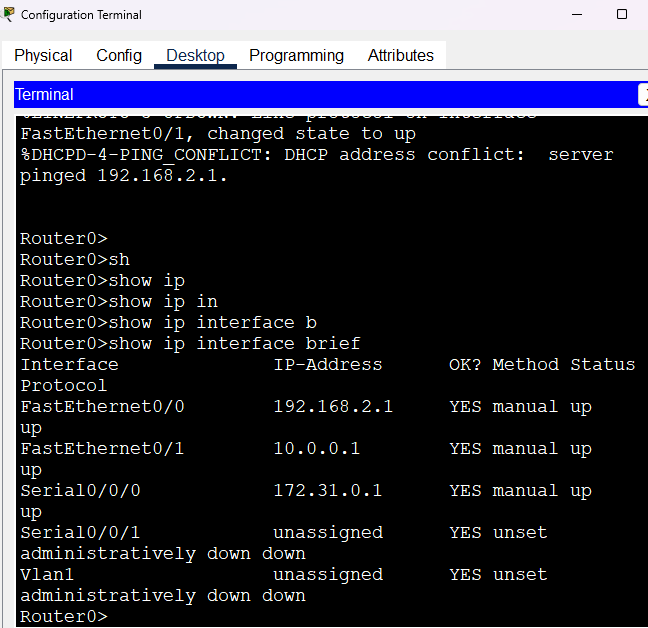 Configuration Terminal
Physical Config Desktop Programming Attributes
Terminal
FastEthernet0/1, changed state to up
%DHCPD-4-PING_CONFLICT: DHCP address conflict:  server
pinged 192.168.2.1.
Router0>
Router0>sh
Router0>show ip
Router0>show ip in
Router0>show ip interface b
Router0>show ip interface brief
Interface              IP-Address      OK? Method Status
Protocol
FastEthernet0/0        192.168.2.1     YES manual up
up
FastEthernet0/1        10.0.0.1        YES manual up
up
Serial0/0/0            172.31.0.1      YES manual up
up
Serial0/0/1            unassigned      YES unset
administratively down down
Vlan1                  unassigned      YES unset
administratively down down
Router0>